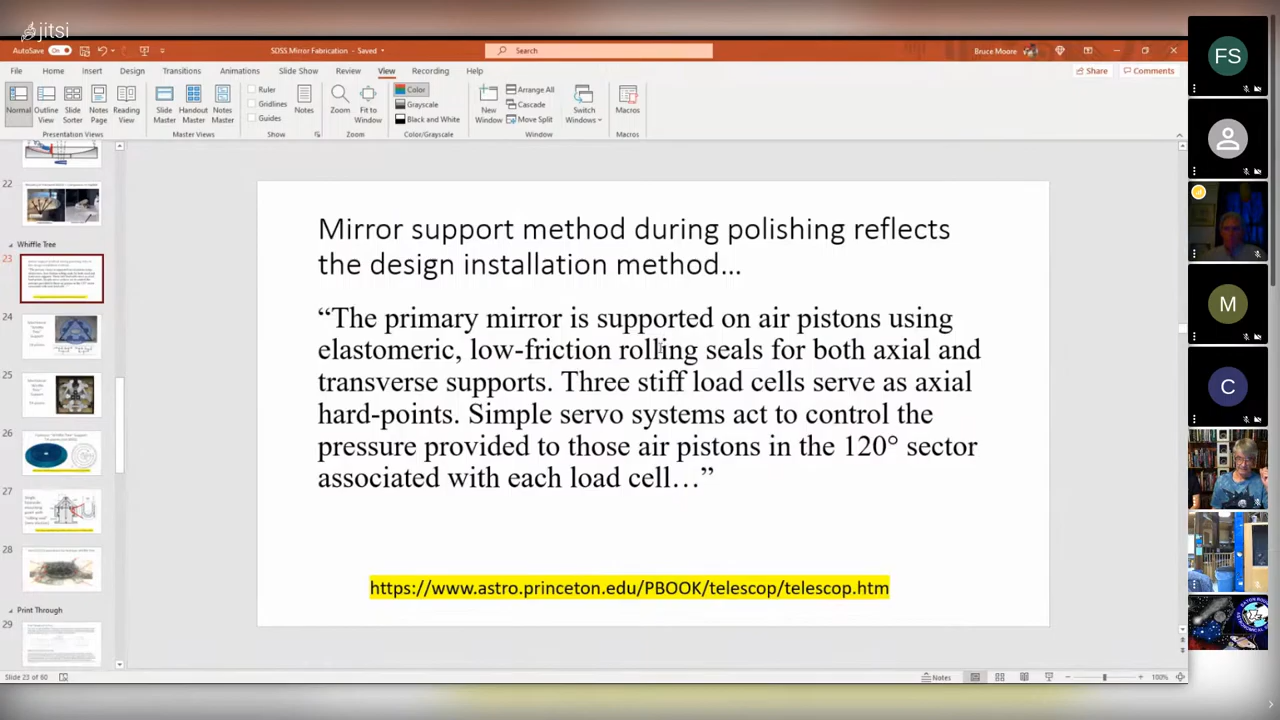 jitsi
AutoSave On
SDSS Mirror Fabrication - Saved
Search
Bruce Moore
File Home Insert Design Transitions Animations Slide Show Review View Recording Help
Share Comments
Normal Outline View Slide Sorter Notes Page Reading View
Presentation Views
Slide Master Handout Master Notes Master
Master Views
Ruler
Gridlines
Guides
Show
Notes
Zoom Fit to Window
Zoom
Color
Grayscale
Black and White
Color/Grayscale
New Window
Arrange All
Cascade
Move Split
Switch Windows
Window
Macros
Macros
22
Whiffle Tree
23
24
25
26
27
28
Print Through
29
Mirror support method during polishing reflects
the design installation method...
“The primary mirror is supported on air pistons using
elastomeric, low-friction rolling seals for both axial and
transverse supports. Three stiff load cells serve as axial
hard-points. Simple servo systems act to control the
pressure provided to those air pistons in the 120° sector
associated with each load cell…”
https://www.astro.princeton.edu/PBOOK/telescop/telescop.htm
Slide 23 of 60
Notes
100%
FS
M
C